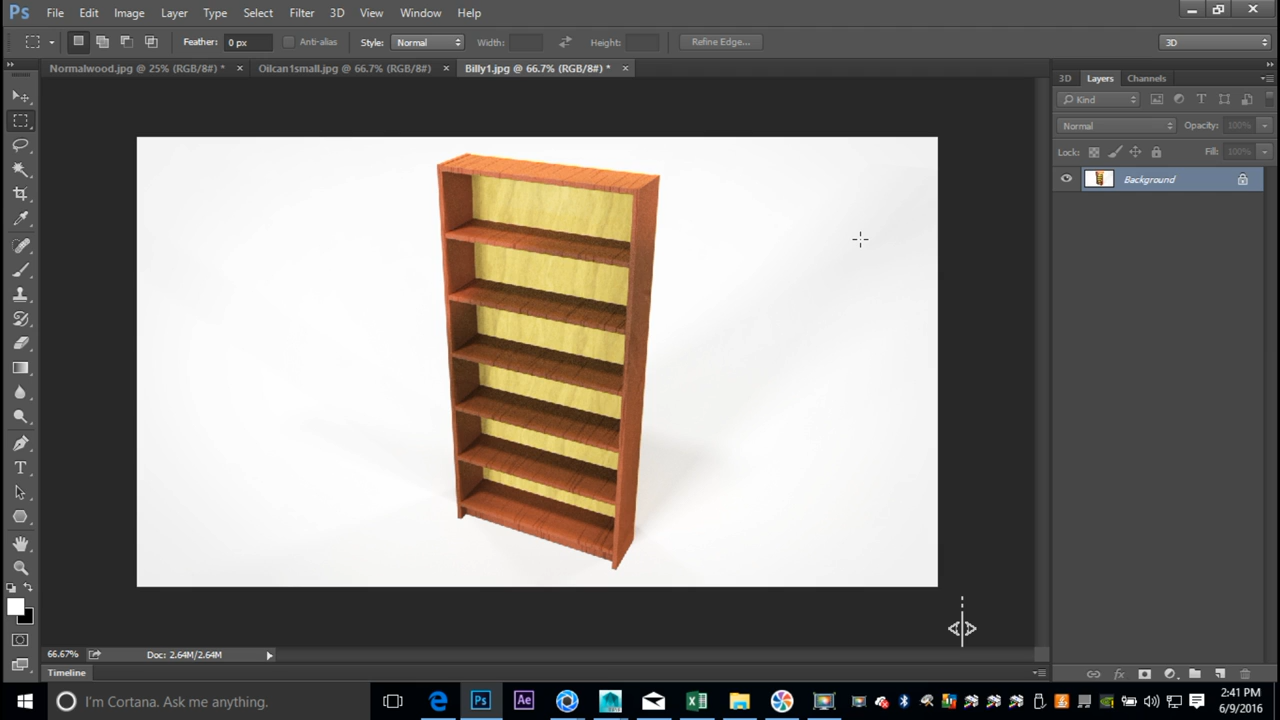 Ps File Edit Image Layer Type Select Filter 3D View Window Help
Feather: 0 px Anti-alias Style: Normal Width: Height: Refine Edge... 3D
Normalwood.jpg @ 25% (RGB/8#) * × Oilcan1small.jpg @ 66.7% (RGB/8#) × Billy1.jpg @ 66.7% (RGB/8#) * ×
3D Layers Channels
Kind
Normal Opacity: 100%
Lock: Fill: 100%
Background
66.67% Doc: 2.64M/2.64M
Timeline
I'm Cortana. Ask me anything.
Ps Ae
2:41 PM
6/9/2016